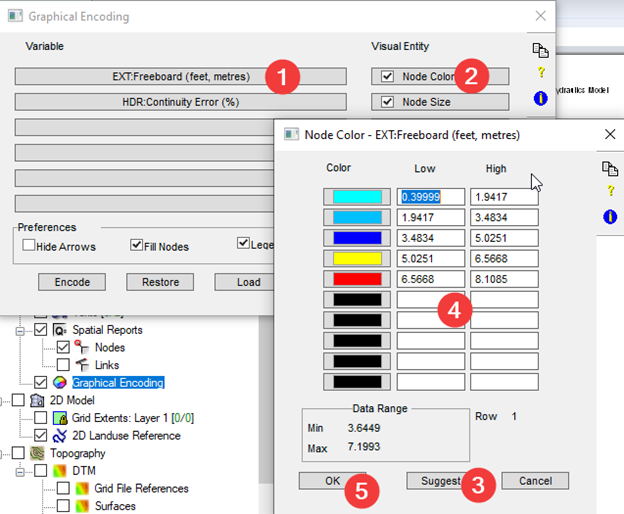 Graphical Encoding
Variable
Visual Entity
EXT:Freeboard (feet, metres)
1
Node Color
2
HDR:Continuity Error (%)
Node Size
?
i
ydraulics Model
Preferences
Hide Arrows
Fill Nodes
Lege
Encode
Restore
Load
Node Color - EXT:Freeboard (feet, metres)
Color
Low
High
0.39999
1.9417
1.9417
3.4834
3.4834
5.0251
5.0251
6.5668
6.5668
8.1085
4
?
i
Data Range
Min
3.6449
Max
7.1993
Row
1
OK
5
Suggest
3
Cancel
Spatial Reports
Nodes
Links
Graphical Encoding
2D Model
Grid Extents: Layer 1 [0/0]
2D Landuse Reference
Topography
DTM
Grid File References
Surfaces